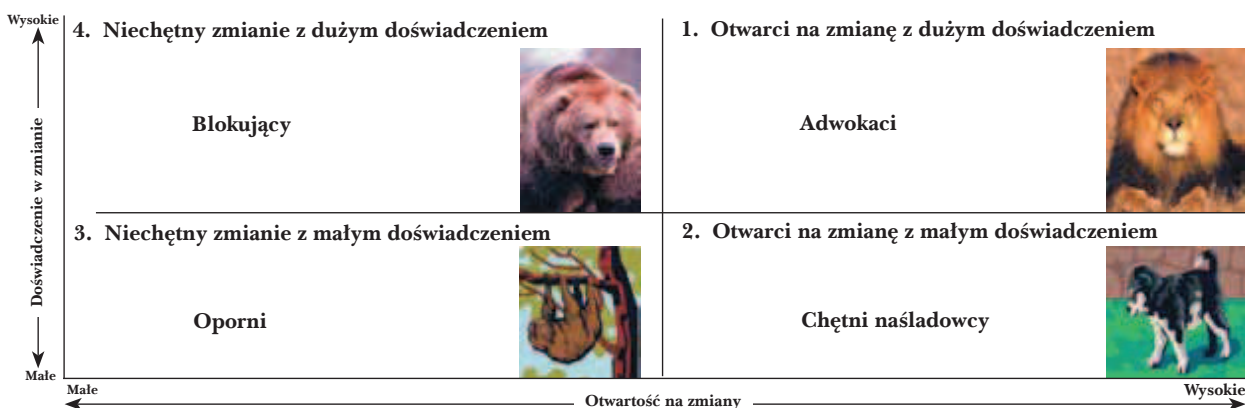 Wysokie
4. Niechętny zmianie z dużym doświadczeniem
1. Otwarci na zmianę z dużym doświadczeniem
Blokujący
Adwokaci
Doświadczenie w zmianie
3. Niechętny zmianie z małym doświadczeniem
2. Otwarci na zmianę z małym doświadczeniem
Oporni
Chętni naśladowcy
Małe
Małe
Wysokie
Otwartość na zmiany